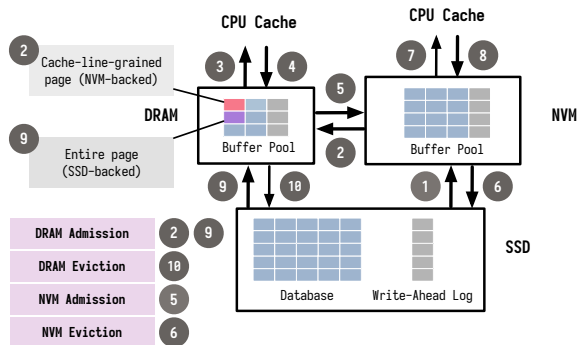 CPU Cache
CPU Cache
2
Cache-line-grained
page (NVM-backed)
3
4
7
8
DRAM
5
NVM
9
Entire page
(SSD-backed)
Buffer Pool
2
Buffer Pool
9
10
1
6
DRAM Admission
2
9
DRAM Eviction
10
NVM Admission
5
NVM Eviction
6
SSD
Database
Write-Ahead Log